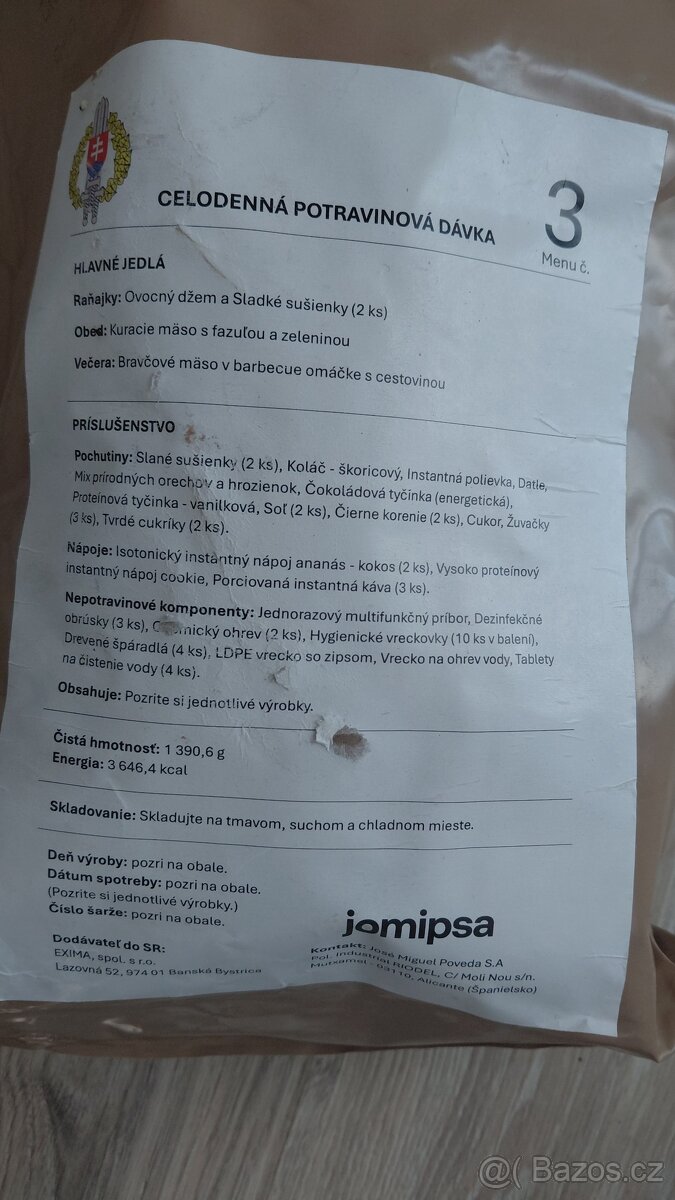 CELODENNÁ POTRAVINOVÁ DÁVKA
3
Menu č.
HLAVNÉ JEDLÁ
Raňajky: Ovocný džem a Sladké sušienky (2 ks)
Obed: Kuracie mäso s fazuľou a zeleninou
Večera: Bravčové mäso v barbecue omáčke s cestovinou
PRÍSLUŠENSTVO
Pochutiny: Slané sušienky (2 ks), Koláč - škoricový, Instantná polievka, Datle,
Mix prírodných orechov a hrozienok, Čokoládová tyčinka (energetická),
Proteínová tyčinka - vanilková, Soľ (2 ks), Čierne korenie (2 ks), Cukor, Žuvačky
(3 ks), Tvrdé cukríky (2 ks).
Nápoje: Isotonický instantný nápoj ananás - kokos (2 ks), Vysoko proteínový
instantný nápoj cookie, Porciovaná instantná káva (3 ks).
Nepotravinové komponenty: Jednorazový multifunkčný príbor, Dezinfekčné
obrúsky (3 ks), ohrev (2 ks), Hygienické vreckovky (10 ks v balení),
Drevené špáradlá (4 ks), LDPE vrecko so zipsom, Vrecko na ohrev vody, Tablety
na čistenie vody (4 ks).
Obsahuje: Pozrite si jednotlivé výrobky.
Čistá hmotnosť: 1 390,6 g
Energia: 3 646,4 kcal
Skladovanie: Skladujte na tmavom, suchom a chladnom mieste.
Deň výroby: pozri na obale.
Dátum spotreby: pozri na obale.
(Pozrite si jednotlivé výrobky.)
Číslo šarže: pozri na obale.
Dodávateľ do SR:
EXIMA, spol. s r.o.
Lazovná 52, 974 01 Banská Bystrica
jomipsa
Kontakt: José Miguel Poveda S.A
Pol. Industrial RIODEL, C/ Moli Nou s/n.
Mutxamel - 03110, Alicante (Španielsko)
@( Bazos.cz